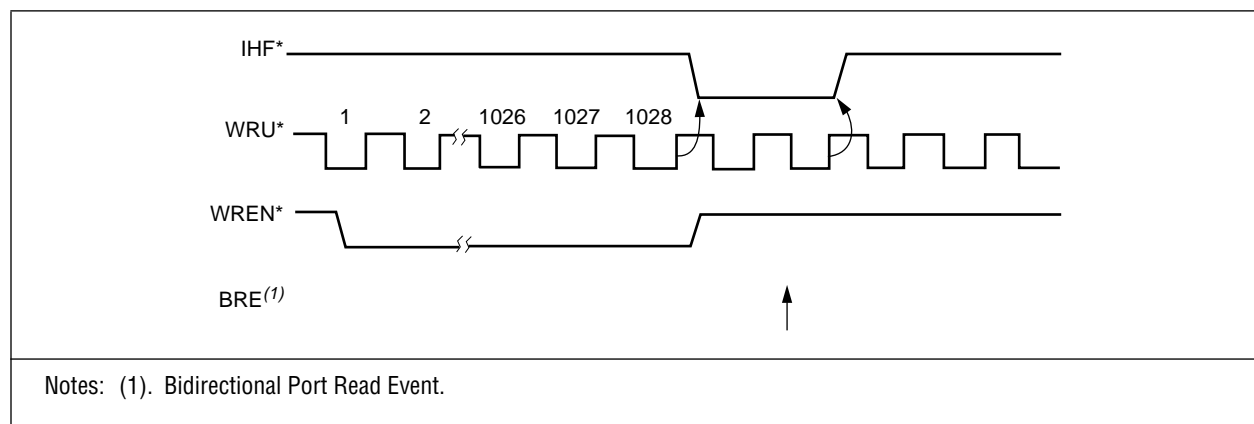 IHF*
1 2 1026 1027 1028
WRU*
WREN*
BRE(1)
Notes: (1). Bidirectional Port Read Event.